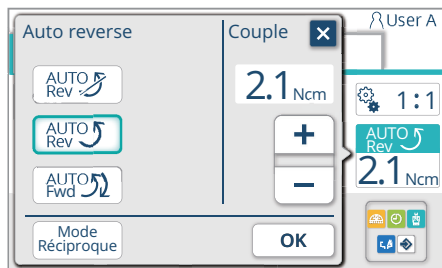 User A
Auto reverse
Couple
AUTO
Rev
2.1 Ncm
1:1
AUTO
Rev
+
AUTO
Rev
2.1 Ncm
AUTO
Fwd
−
Mode
Réciproque
OK